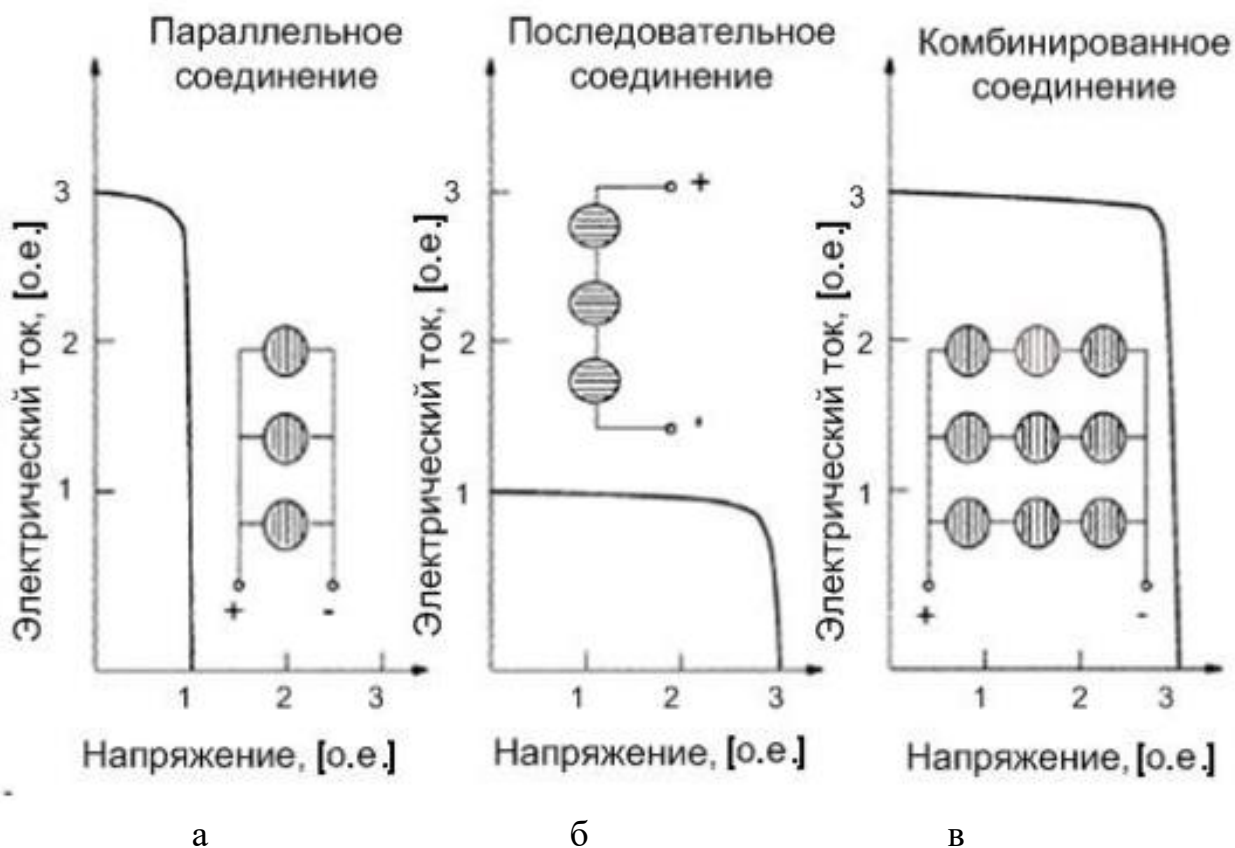 Параллельное
соединение
Электрический ток, [о.е.]
3
2
1
+
-
1
2
3
Напряжение, [о.е.]
Последовательное
соединение
Электрический ток, [о.е.]
3
2
1
+
-
1
2
3
Напряжение, [о.е.]
Комбинированное
соединение
Электрический ток, [о.е.]
3
2
1
+
-
1
2
3
Напряжение, [о.е.]
а
б
в